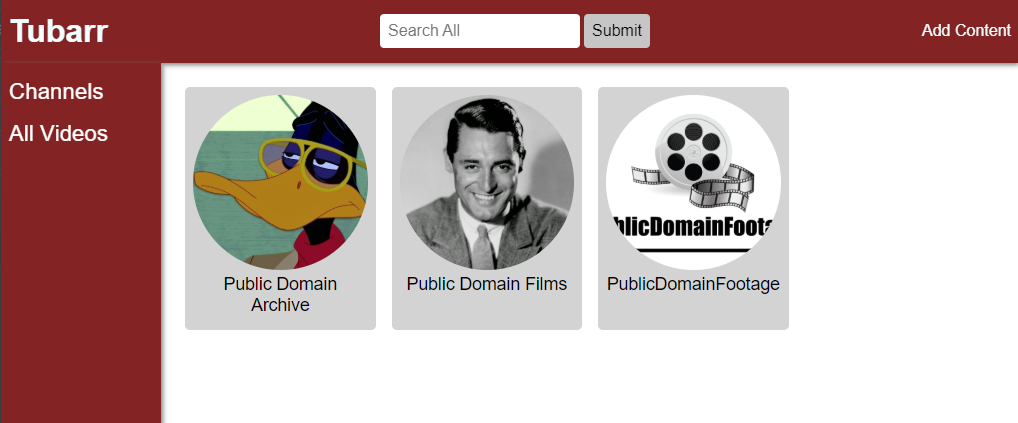 Tubarr
Search All
Submit
Add Content
Channels
All Videos
Public Domain
Archive
Public Domain Films
blicDomainFoota
PublicDomainFootage